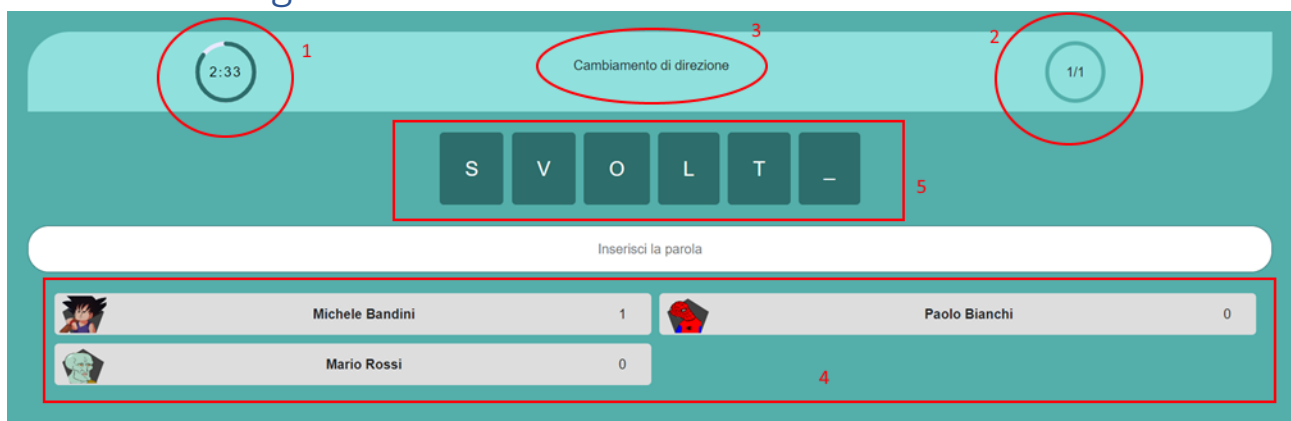 1
2:33
Cambiamento di direzione
3
2
1/1
S V O L T _
5
Inserisci la parola
Michele Bandini 1
Paolo Bianchi 0
Mario Rossi 0
4